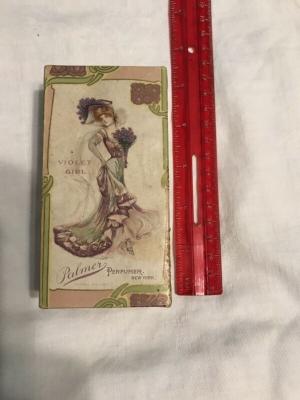 A
VIOLET
GIRL
Palmer
PERFUMER.
NEW YORK.